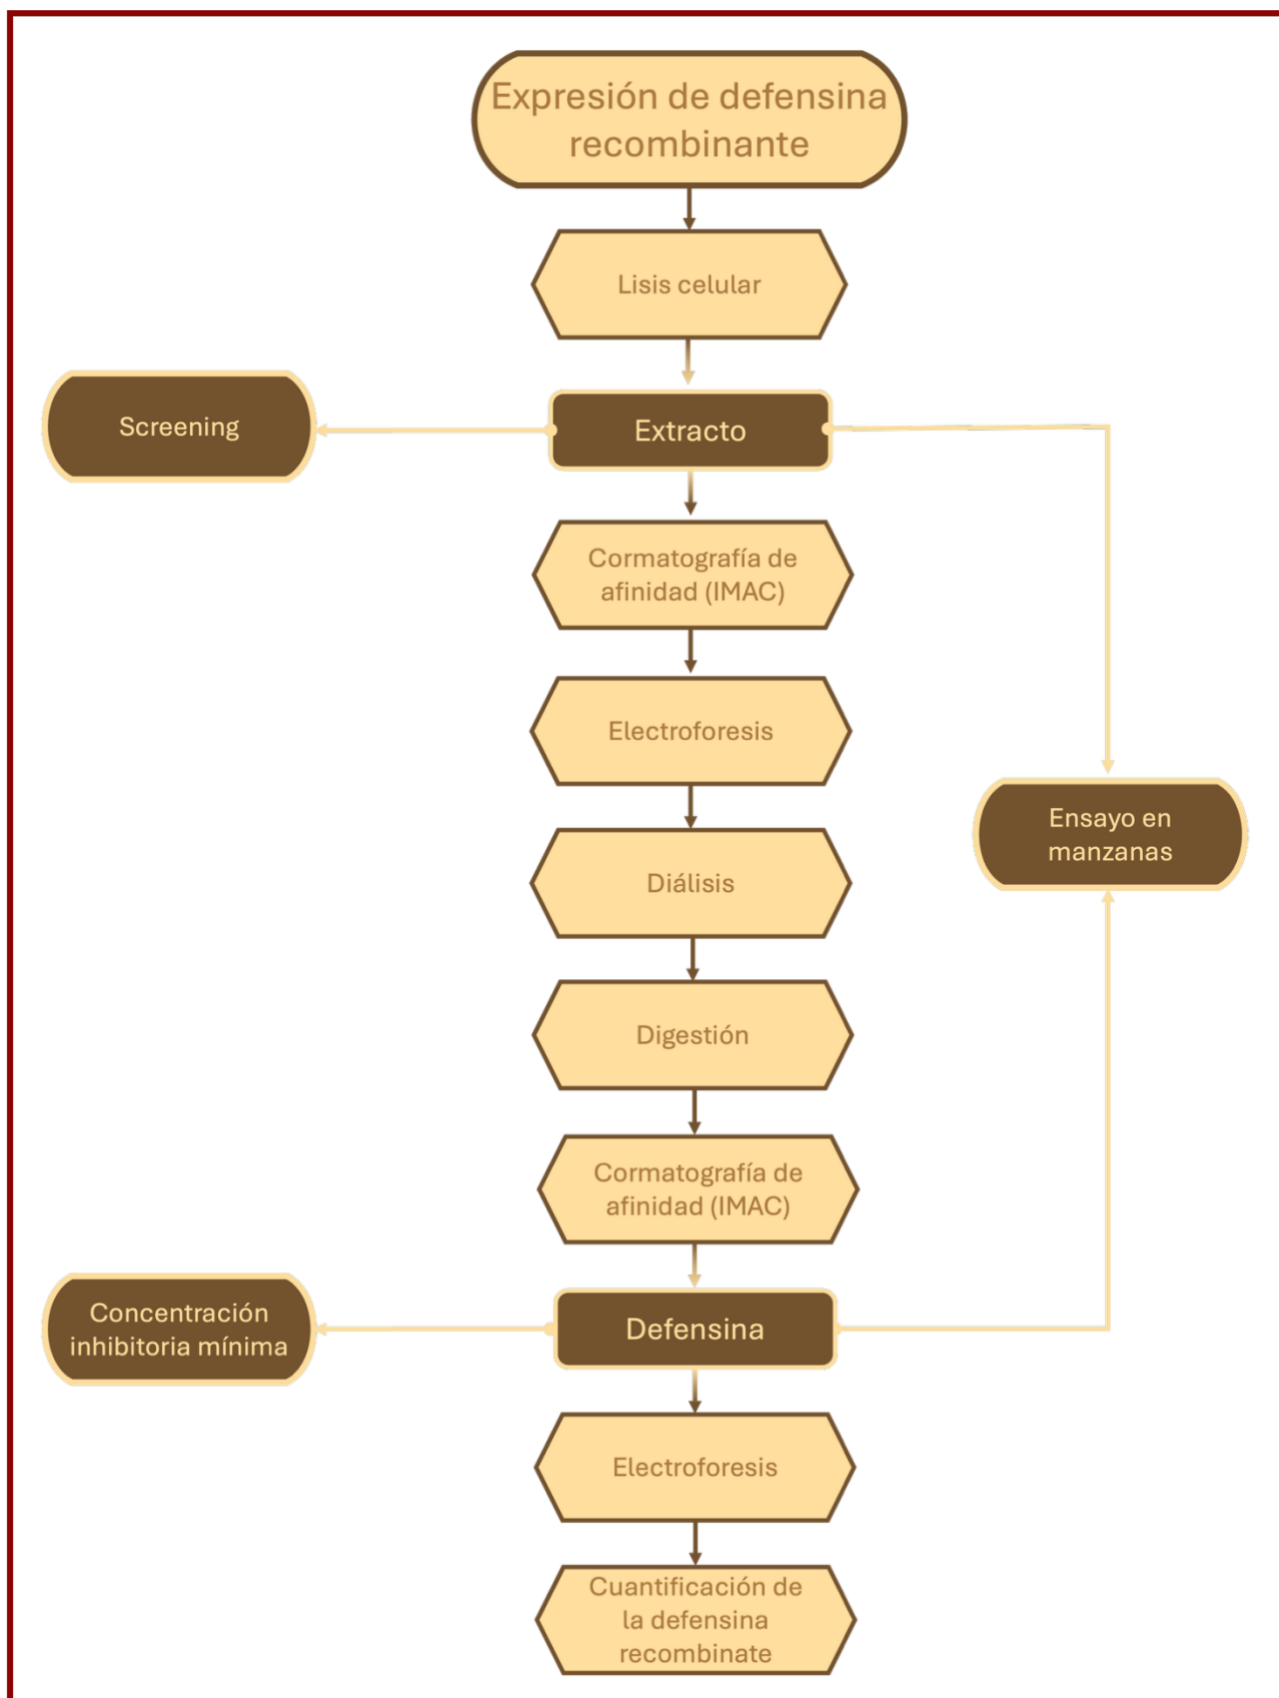 Expresión de defensina
recombinante
Lisis celular
Screening
Extracto
Cormatografía de
afinidad (IMAC)
Electroforesis
Ensayo en
manzanas
Diálisis
Digestión
Cormatografía de
afinidad (IMAC)
Concentración
inhibitoria mínima
Defensina
Electroforesis
Cuantificación de
la defensina
recombinate